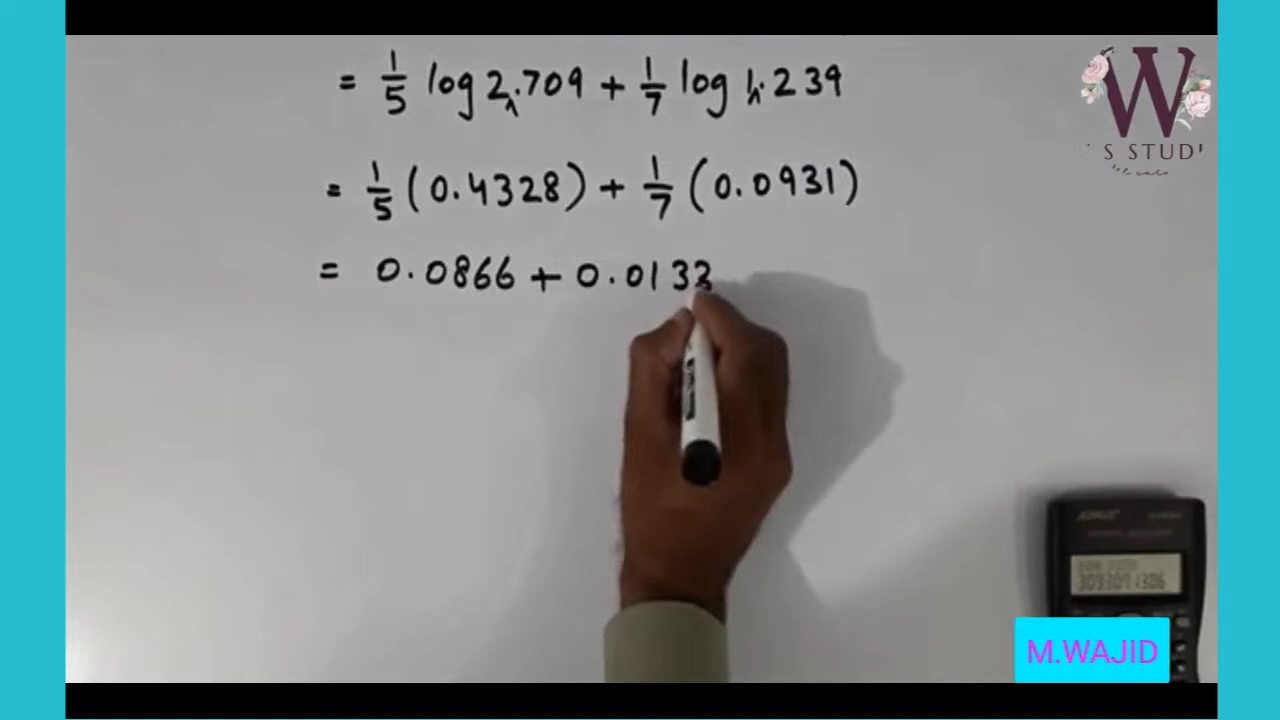 = 1/5 log 2.709 + 1/7 log 1.239
= 1/5 (0.4328) + 1/7 (0.0931)
= 0.0866 + 0.0133
W
S STUDI
M.WAJID